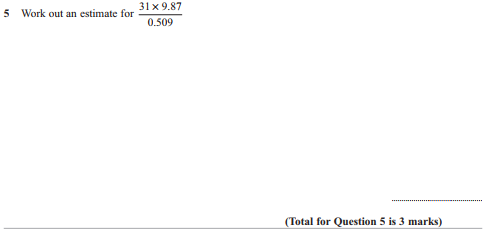 5 Work out an estimate for 31 × 9.87
0.509
(Total for Question 5 is 3 marks)